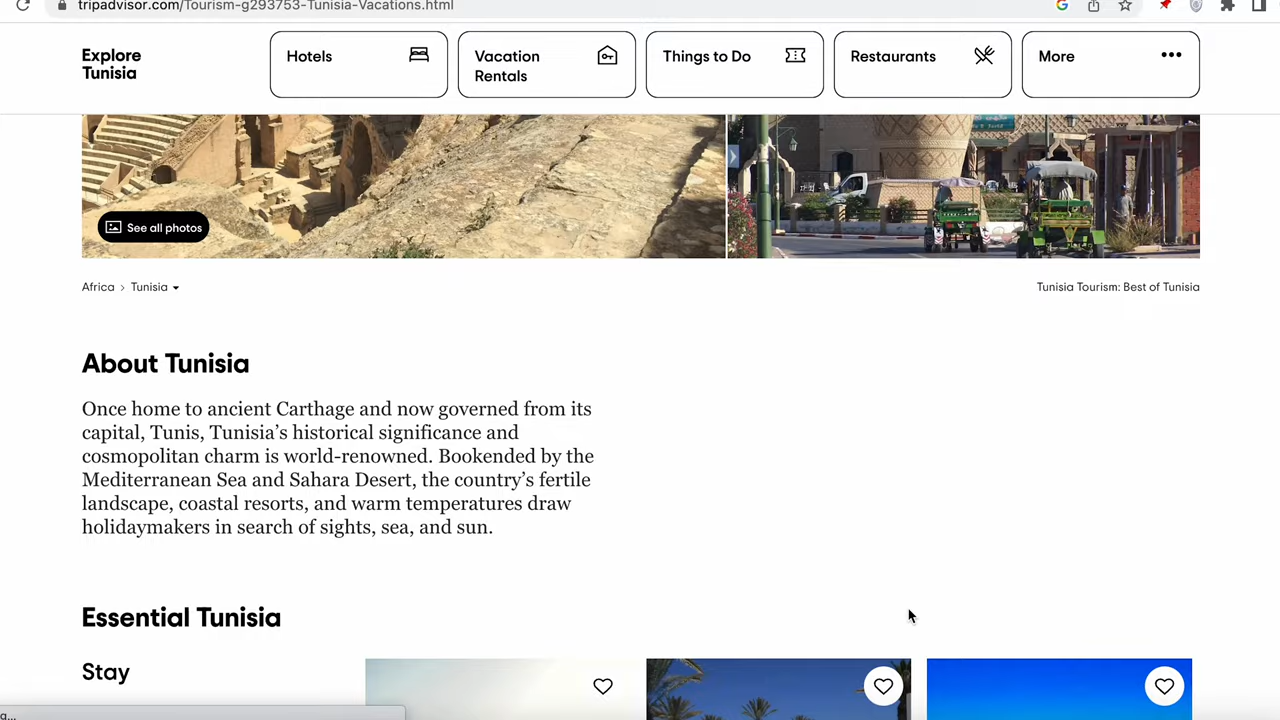 tripadvisor.com/Tourism-g293753-Tunisia-Vacations.html
Explore
Tunisia
Hotels
Vacation
Rentals
Things to Do
Restaurants
More
See all photos
Africa > Tunisia
Tunisia Tourism: Best of Tunisia
About Tunisia
Once home to ancient Carthage and now governed from its
capital, Tunis, Tunisia’s historical significance and
cosmopolitan charm is world-renowned. Bookended by the
Mediterranean Sea and Sahara Desert, the country’s fertile
landscape, coastal resorts, and warm temperatures draw
holidaymakers in search of sights, sea, and sun.
Essential Tunisia
Stay